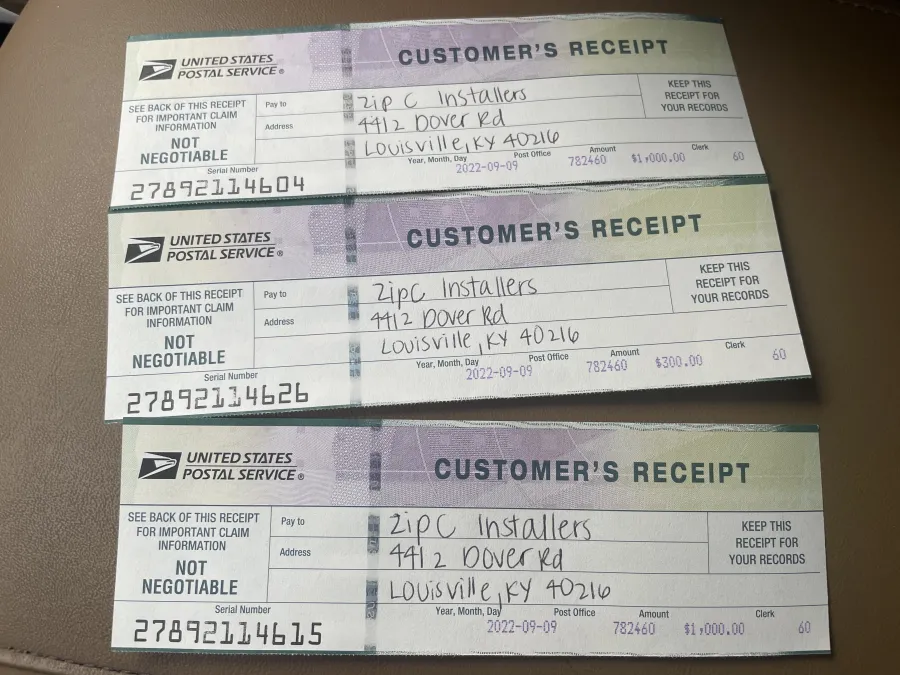 UNITED STATES
POSTAL SERVICE®
CUSTOMER'S RECEIPT
SEE BACK OF THIS RECEIPT
FOR IMPORTANT CLAIM
INFORMATION
NOT
NEGOTIABLE
Pay to
Zip C Installers
Address
4412 Dover Rd
Louisville, KY 40216
KEEP THIS
RECEIPT FOR
YOUR RECORDS
Serial Number
Year, Month, Day Post Office Amount Clerk
27892114604
2022-09-09 782460 $1,000.00 60
UNITED STATES
POSTAL SERVICE®
CUSTOMER'S RECEIPT
SEE BACK OF THIS RECEIPT
FOR IMPORTANT CLAIM
INFORMATION
NOT
NEGOTIABLE
Pay to
Zip C Installers
Address
4412 Dover Rd
Louisville, KY 40216
KEEP THIS
RECEIPT FOR
YOUR RECORDS
Serial Number
Year, Month, Day Post Office Amount Clerk
27892114626
2022-09-09 782460 $300.00 60
UNITED STATES
POSTAL SERVICE®
CUSTOMER'S RECEIPT
SEE BACK OF THIS RECEIPT
FOR IMPORTANT CLAIM
INFORMATION
NOT
NEGOTIABLE
Pay to
Zip C Installers
Address
4412 Dover Rd
Louisville, KY 40216
KEEP THIS
RECEIPT FOR
YOUR RECORDS
Serial Number
Year, Month, Day Post Office Amount Clerk
27892114615
2022-09-09 782460 $1,000.00 60